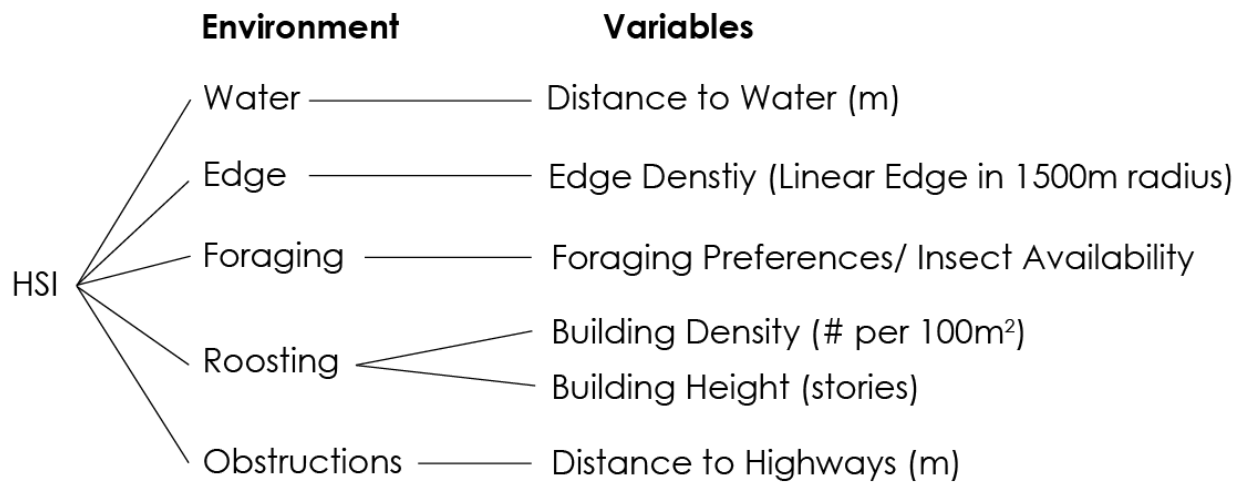 Environment Variables
Water Distance to Water (m)
Edge Edge Denstiy (Linear Edge in 1500m radius)
Foraging Foraging Preferences/ Insect Availability
HSI
Building Density (# per 100m²)
Roosting
Building Height (stories)
Obstructions Distance to Highways (m)